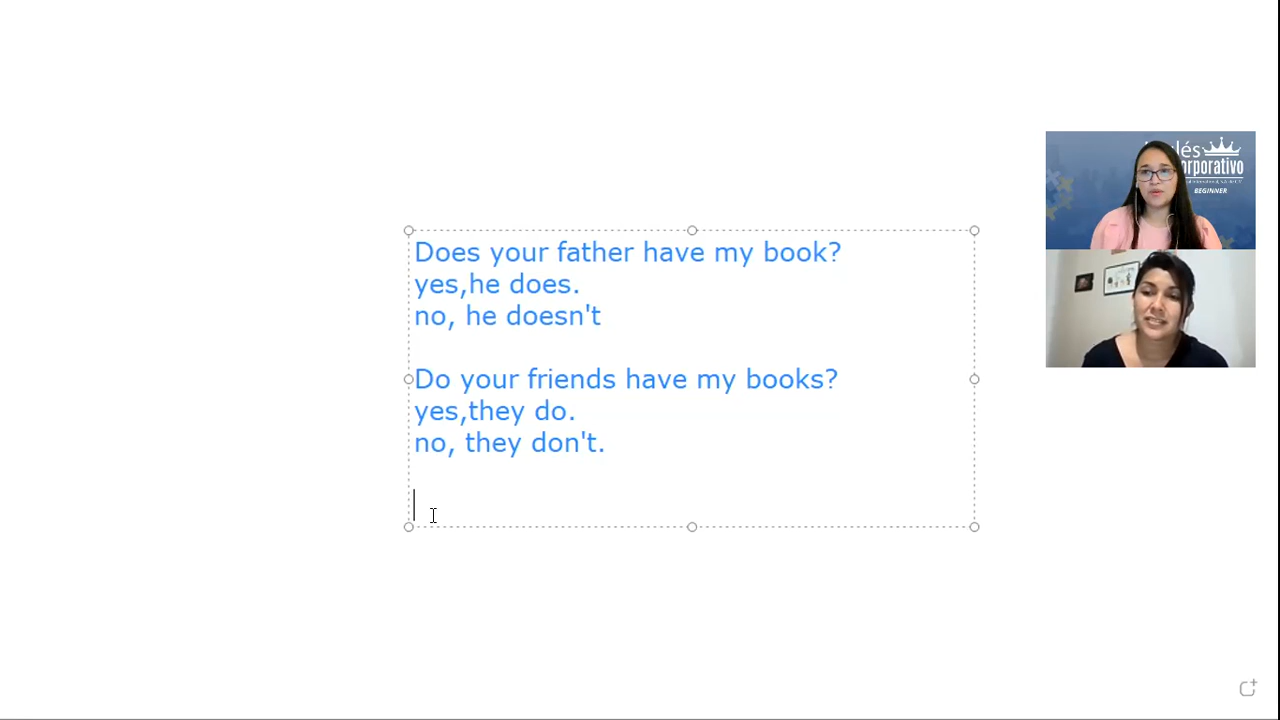 Does your father have my book?
yes,he does.
no, he doesn't
Do your friends have my books?
yes,they do.
no, they don't.
BEGINNER